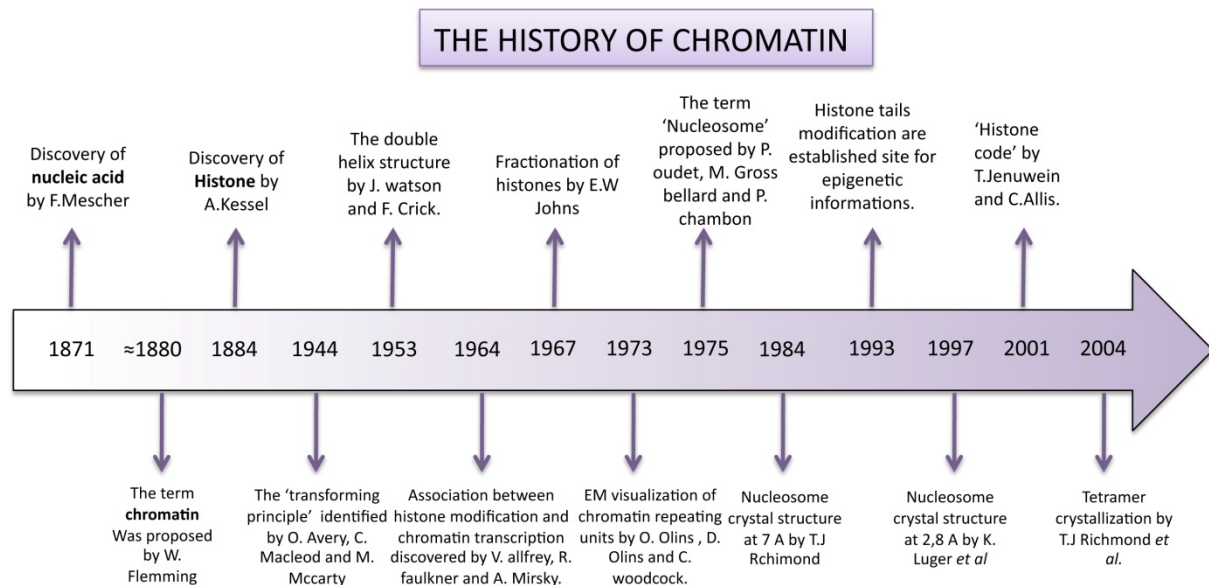 THE HISTORY OF CHROMATIN
Discovery of
nucleic acid
by F.Mescher
Discovery of
Histone by
A.Kessel
The double
helix structure
by J. watson
and F. Crick.
Fractionation of
histones by E.W
Johns
The term
‘Nucleosome’
proposed by P.
oudet, M. Gross
bellard and P.
chambon
Histone tails
modification are
established site for
epigenetic
informations.
‘Histone
code’ by
T.Jenuwein
and C.Allis.
1871 ≈1880 1884 1944 1953 1964 1967 1973 1975 1984 1993 1997 2001 2004
The term
chromatin
Was proposed
by W.
Flemming
The ‘transforming
principle’ identified
by O. Avery, C.
Macleod and M.
Mccarty
Association between
histone modification and
chromatin transcription
discovered by V. allfrey, R.
faulkner and A. Mirsky.
EM visualization of
chromatin repeating
units by O. Olins , D.
Olins and C.
woodcock.
Nucleosome
crystal structure
at 7 A by T.J
Rchimond
Nucleosome
crystal structure
at 2,8 A by K.
Luger et al
Tetramer
crystallization by
T.J Richmond et
al.